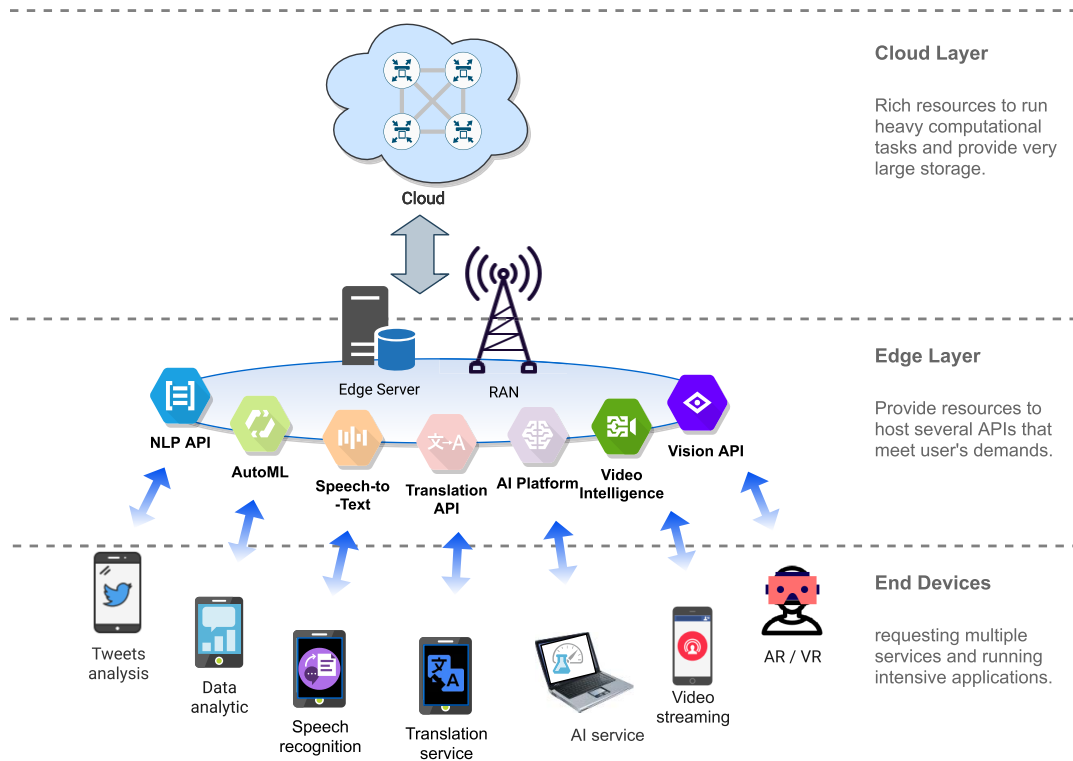 Cloud Layer
Rich resources to run
heavy computational
tasks and provide very
large storage.
Cloud
Edge Server
RAN
Edge Layer
Provide resources to
host several APIs that
meet user's demands.
NLP API
AutoML
Speech-to
-Text
Translation
API
AI Platform
Video
Intelligence
Vision API
文→A
End Devices
requesting multiple
services and running
intensive applications.
Tweets
analysis
Data
analytic
Speech
recognition
文
A
Translation
service
AI service
Video
streaming
AR / VR